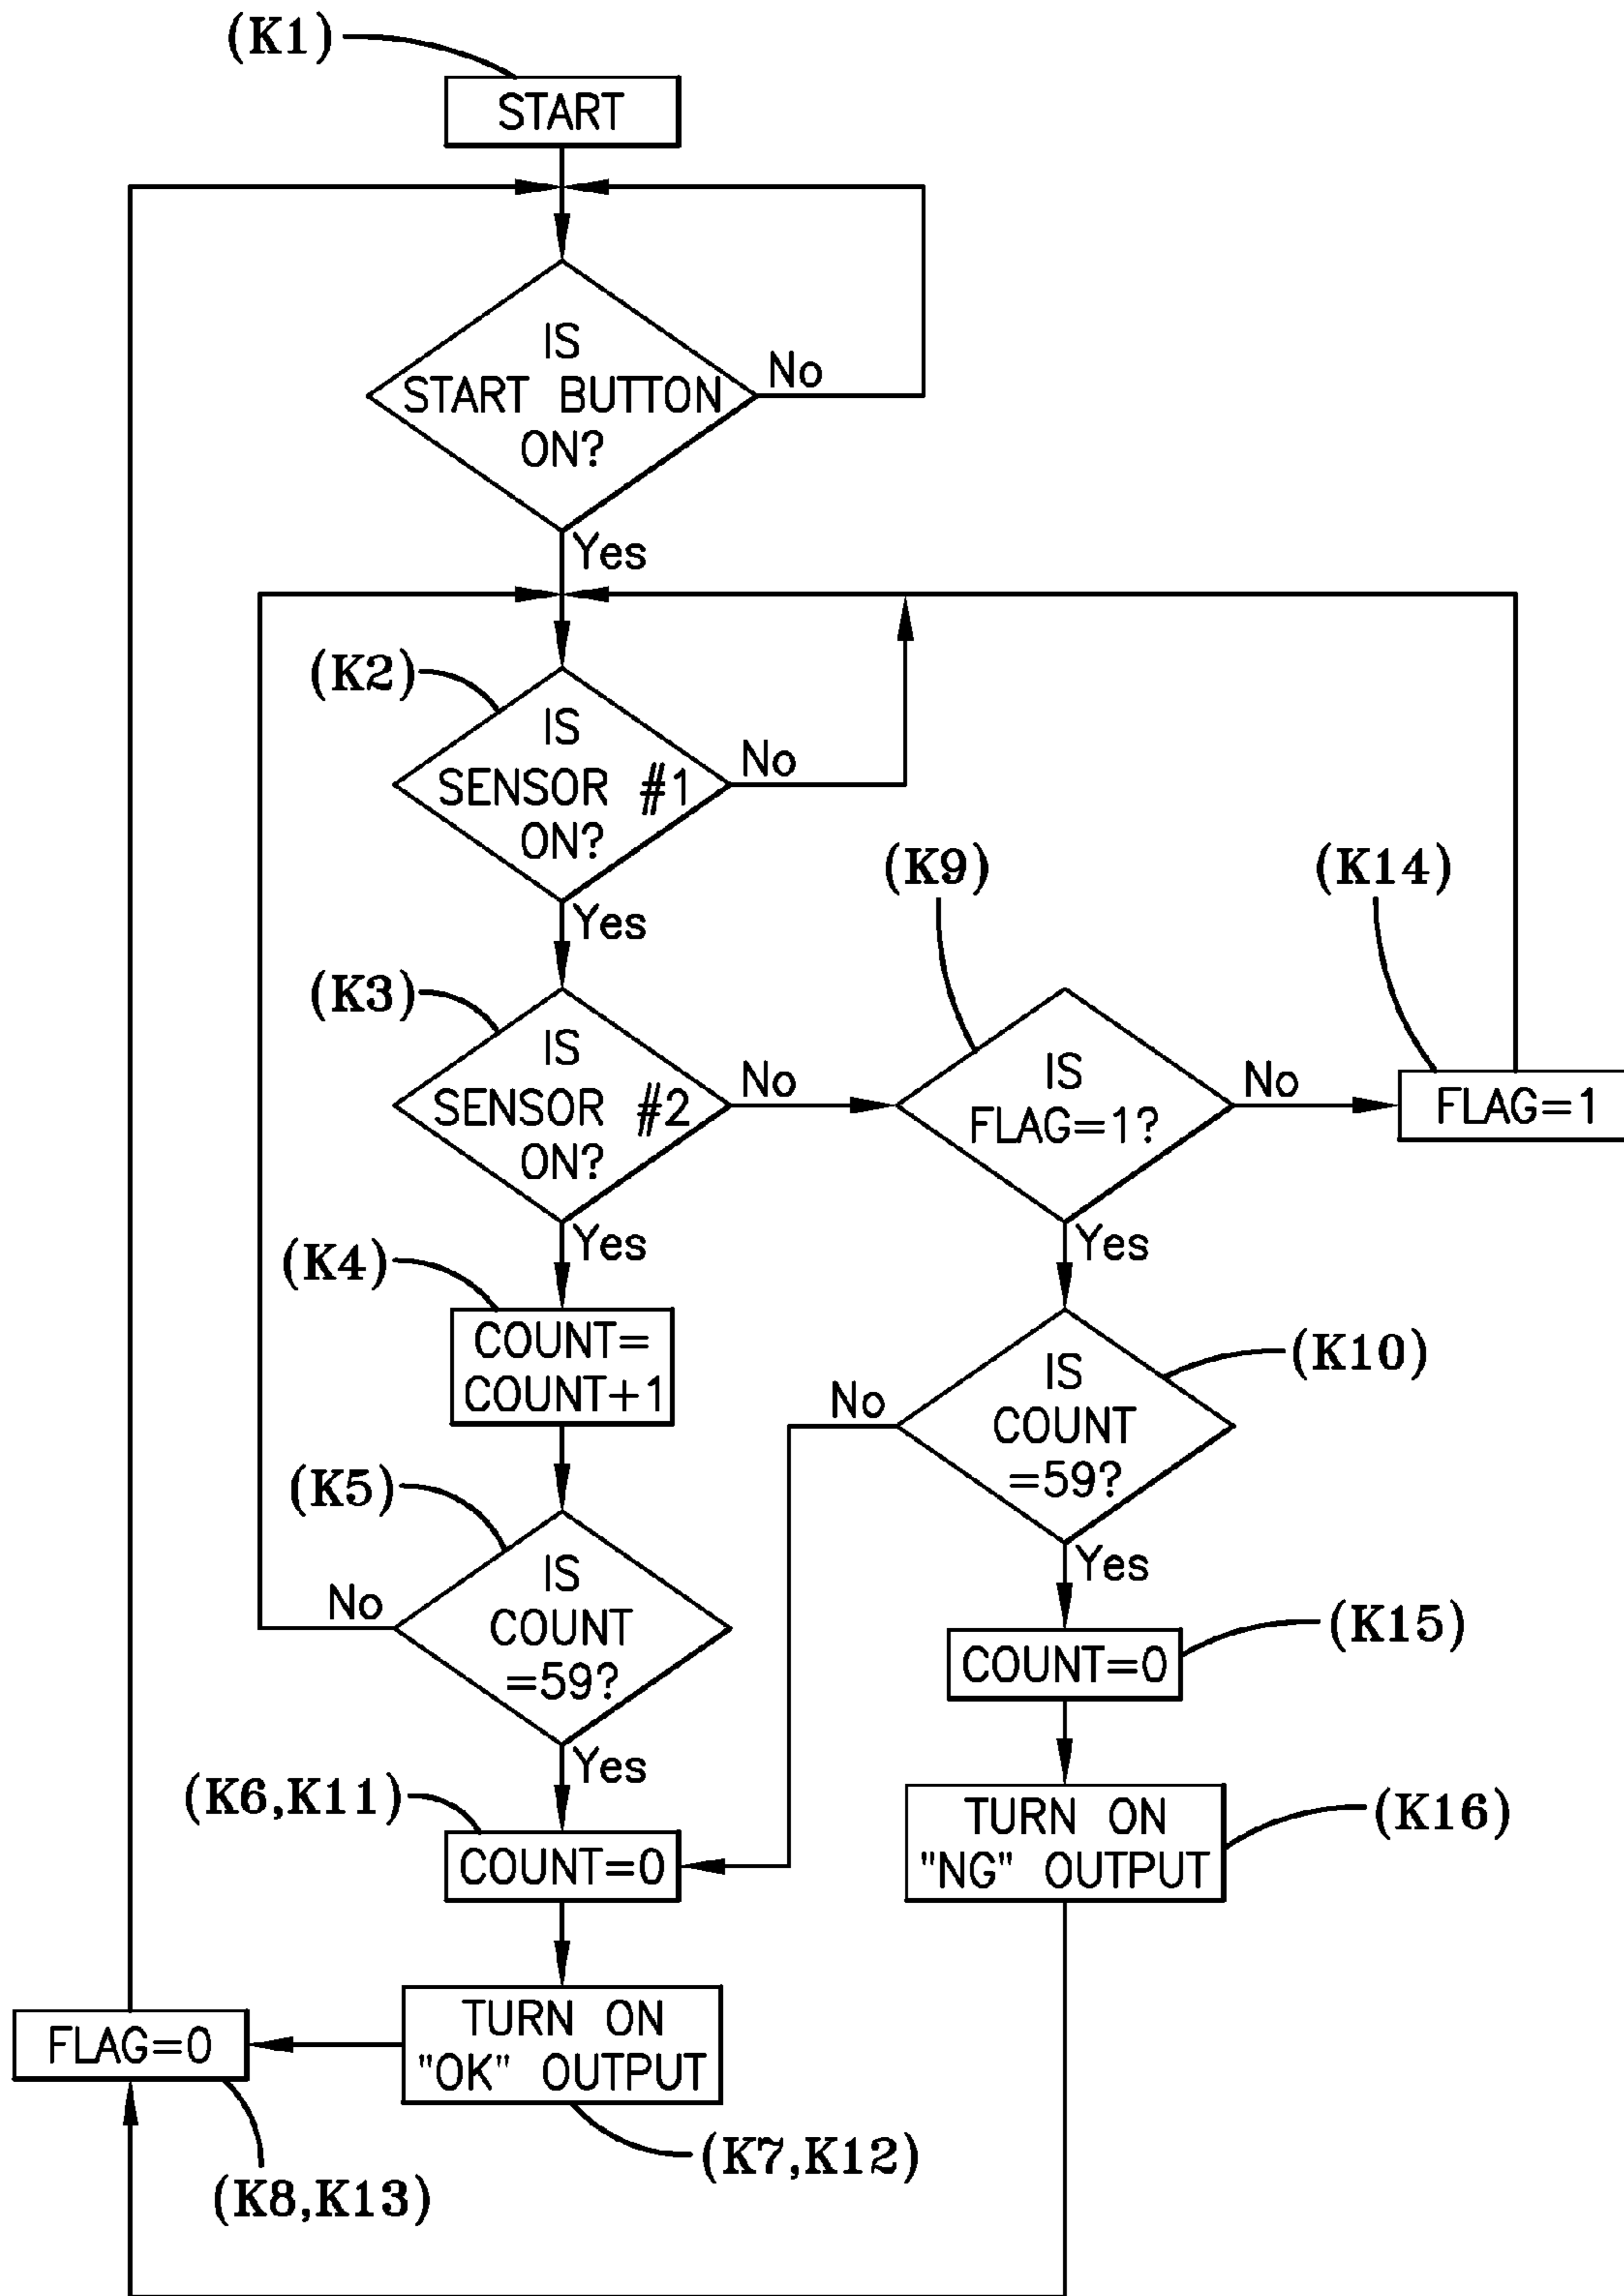 (K1)
START
IS
START BUTTON
ON?
No
Yes
(K2)
IS
SENSOR #1
ON?
No
Yes
(K3)
IS
SENSOR #2
ON?
No
Yes
(K9)
IS
FLAG=1?
No
Yes
(K14)
FLAG=1
(K4)
COUNT=
COUNT+1
(K10)
IS
COUNT
=59?
No
Yes
(K5)
IS
COUNT
=59?
No
Yes
(K15)
COUNT=0
(K6,K11)
COUNT=0
(K16)
TURN ON
"NG" OUTPUT
TURN ON
"OK" OUTPUT
(K7,K12)
FLAG=0
(K8,K13)